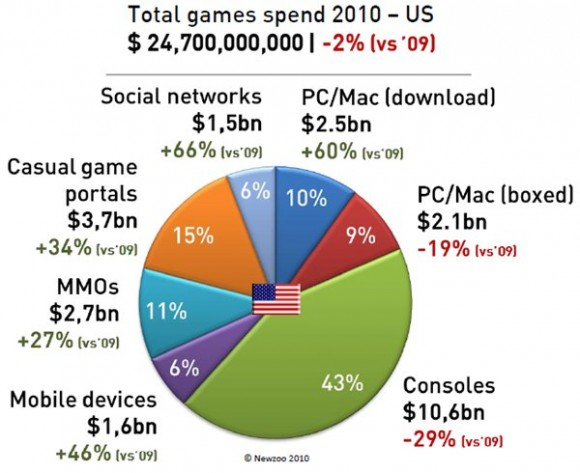 Total games spend 2010 – US
$ 24,700,000,000 | -2% (vs '09)
Social networks
$1,5bn
+66% (vs'09)
PC/Mac (download)
$2.5bn
+60% (vs'09)
Casual game
portals
$3,7bn
+34% (vs'09)
PC/Mac (boxed)
$2.1bn
-19% (vs'09)
MMOs
$2,7bn
+27% (vs'09)
Mobile devices
$1,6bn
+46% (vs'09)
Consoles
$10,6bn
-29% (vs'09)
6%
10%
9%
15%
11%
6%
43%
© Newzoo 2010